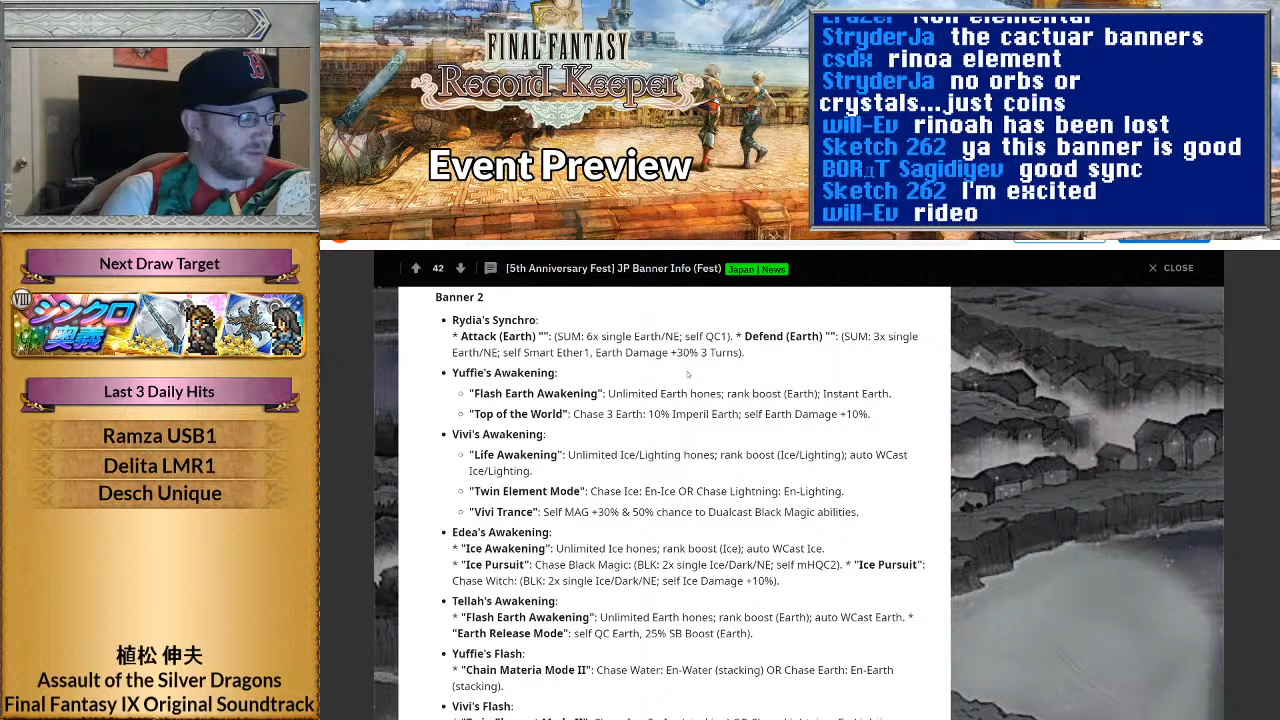 FINAL FANTASY
Record Keeper
Event Preview
StryderJa the cactuar banners
csdx rinoa element
StryderJa no orbs or
crystals...just coins
will-Ev rinoah has been lost
Sketch 262 ya this banner is good
BORдT Sagidiyev good sync
Sketch 262 I'm excited
will-Ev rideo
Next Draw Target
VIII
シンクロ
奥義
Last 3 Daily Hits
Ramza USB1
Delita LMR1
Desch Unique
植松 伸夫
Assault of the Silver Dragons
Final Fantasy IX Original Soundtrack
42 [5th Anniversary Fest] JP Banner Info (Fest) Japan | News CLOSE
Banner 2
• Rydia's Synchro:
* Attack (Earth) "": (SUM: 6x single Earth/NE; self QC1). * Defend (Earth) "": (SUM: 3x single
Earth/NE; self Smart Ether1, Earth Damage +30% 3 Turns).
• Yuffie's Awakening:
"Flash Earth Awakening": Unlimited Earth hones; rank boost (Earth); Instant Earth.
"Top of the World": Chase 3 Earth: 10% Imperil Earth; self Earth Damage +10%.
• Vivi's Awakening:
"Life Awakening": Unlimited Ice/Lighting hones; rank boost (Ice/Lighting); auto WCast
Ice/Lighting.
"Twin Element Mode": Chase Ice: En-Ice OR Chase Lightning: En-Lighting.
"Vivi Trance": Self MAG +30% & 50% chance to Dualcast Black Magic abilities.
• Edea's Awakening:
* "Ice Awakening": Unlimited Ice hones; rank boost (Ice); auto WCast Ice.
* "Ice Pursuit": Chase Black Magic: (BLK: 2x single Ice/Dark/NE; self mHQC2). * "Ice Pursuit":
Chase Witch: (BLK: 2x single Ice/Dark/NE; self Ice Damage +10%).
• Tellah's Awakening:
* "Flash Earth Awakening": Unlimited Earth hones; rank boost (Earth); auto WCast Earth. *
"Earth Release Mode": self QC Earth, 25% SB Boost (Earth).
• Yuffie's Flash:
* "Chain Materia Mode II": Chase Water: En-Water (stacking) OR Chase Earth: En-Earth
(stacking).
• Vivi's Flash: